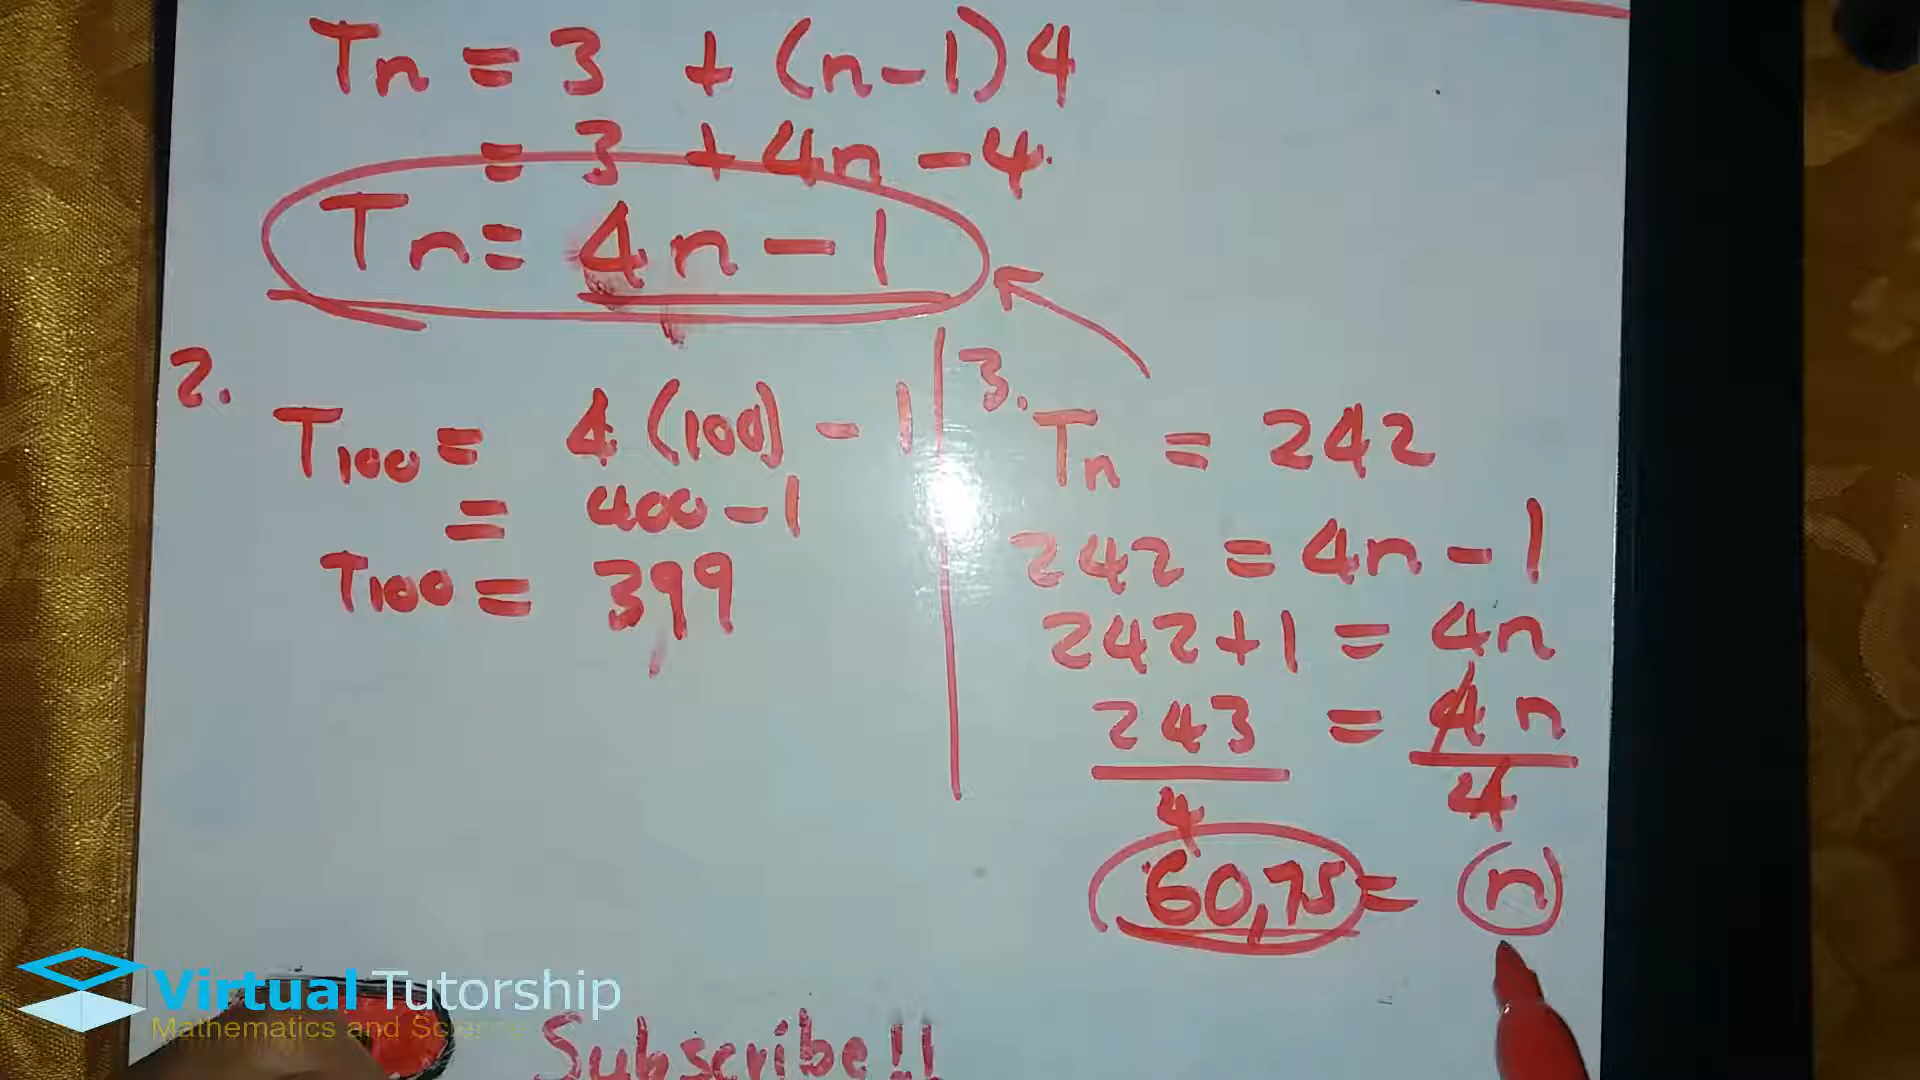 Tn = 3 + (n-1)4
= 3 + 4n - 4
Tn = 4n - 1
2.
T100 = 4(100) - 1
= 400 - 1
T100 = 399
3.
Tn = 242
242 = 4n - 1
242 + 1 = 4n
243/4 = 4n/4
60,75 = n
Virtual Tutorship
Mathematics and Science
Subscribe!!